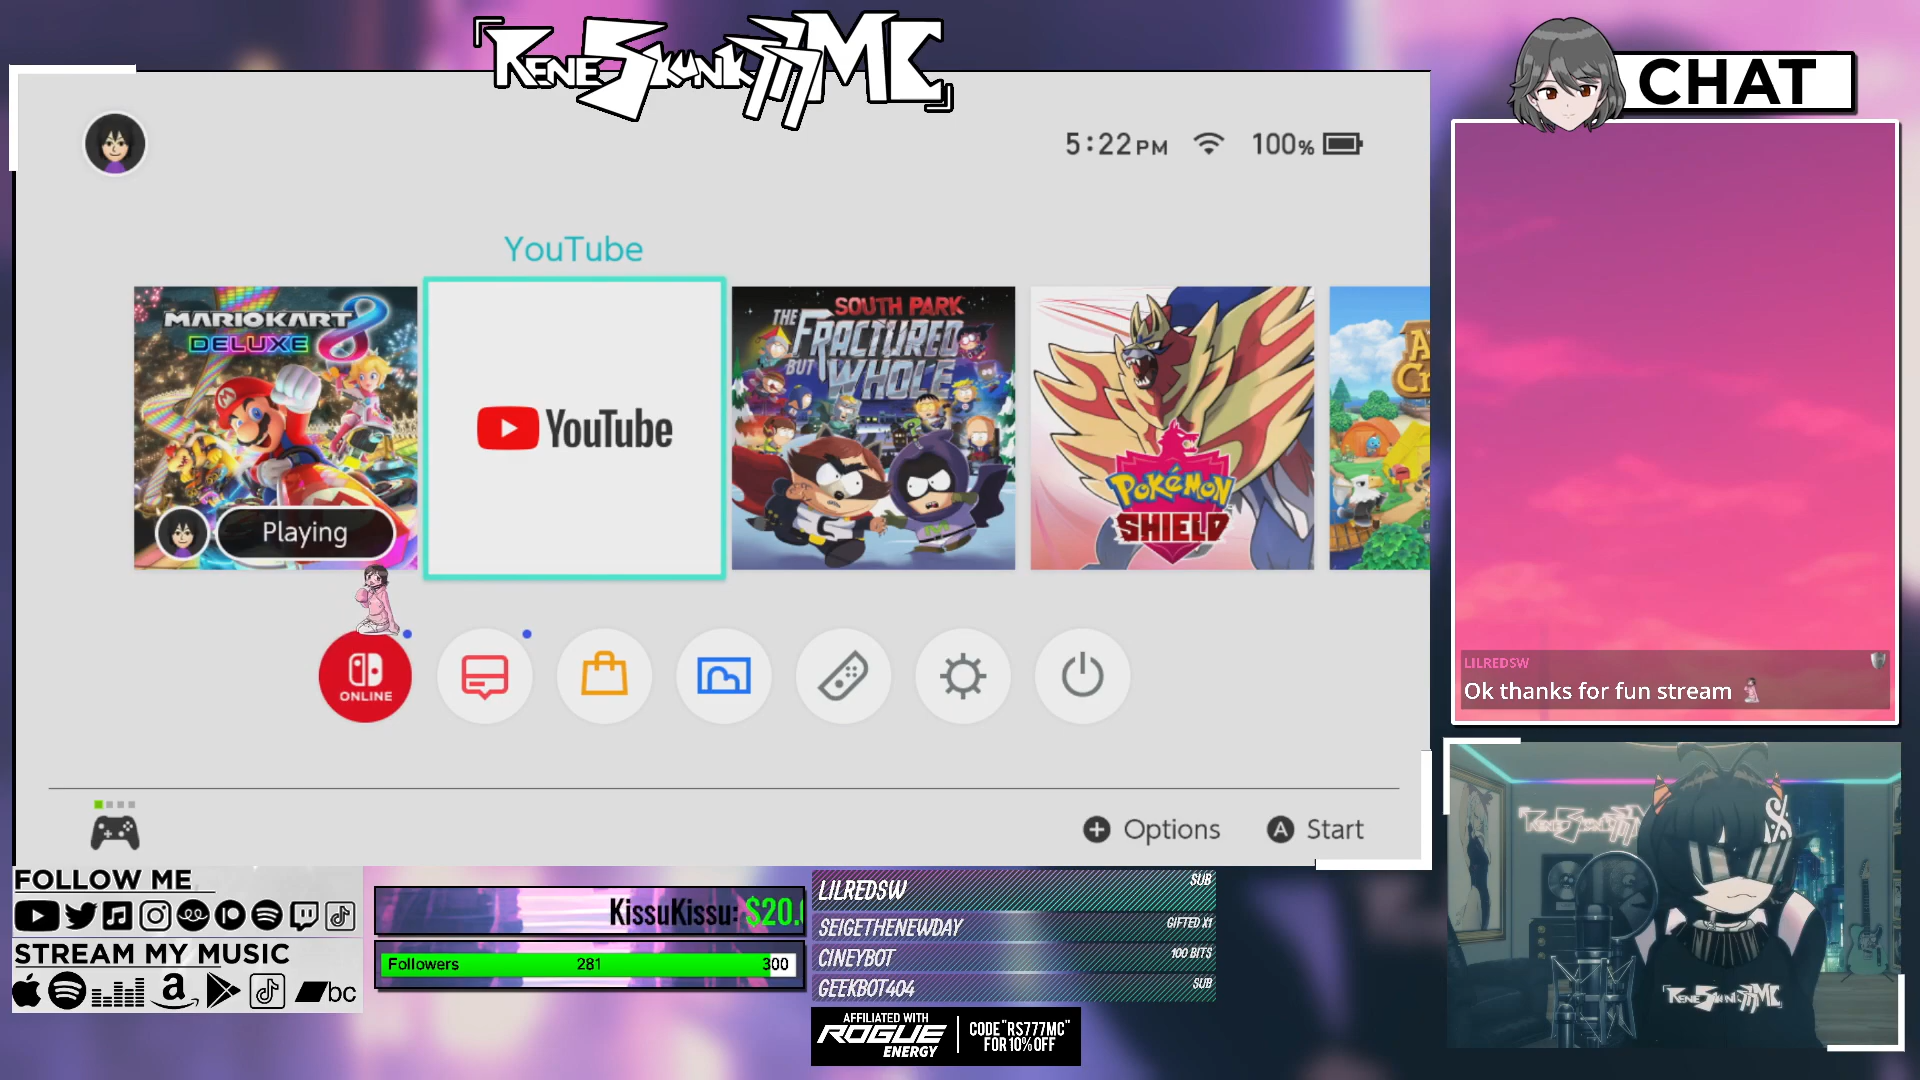 RENESKUNK777MC
CHAT
5:22PM
100%
YouTube
MARIOKART 8
DELUXE
Playing
YouTube
SOUTH PARK
THE FRACTURED
BUT WHOLE
POKÉMON
SHIELD
ONLINE
LILREDSW
Ok thanks for fun stream
Options
A Start
FOLLOW ME
STREAM MY MUSIC
bc
KissuKissu: $20.
Followers 281 300
LILREDSW SUB
SEIGETHENEWDAY GIFTED X1
CINEYBOT 100 BITS
GEEKBOT404 SUB
AFFILIATED WITH
ROGUE
ENERGY
CODE "RS777MC"
FOR 10% OFF